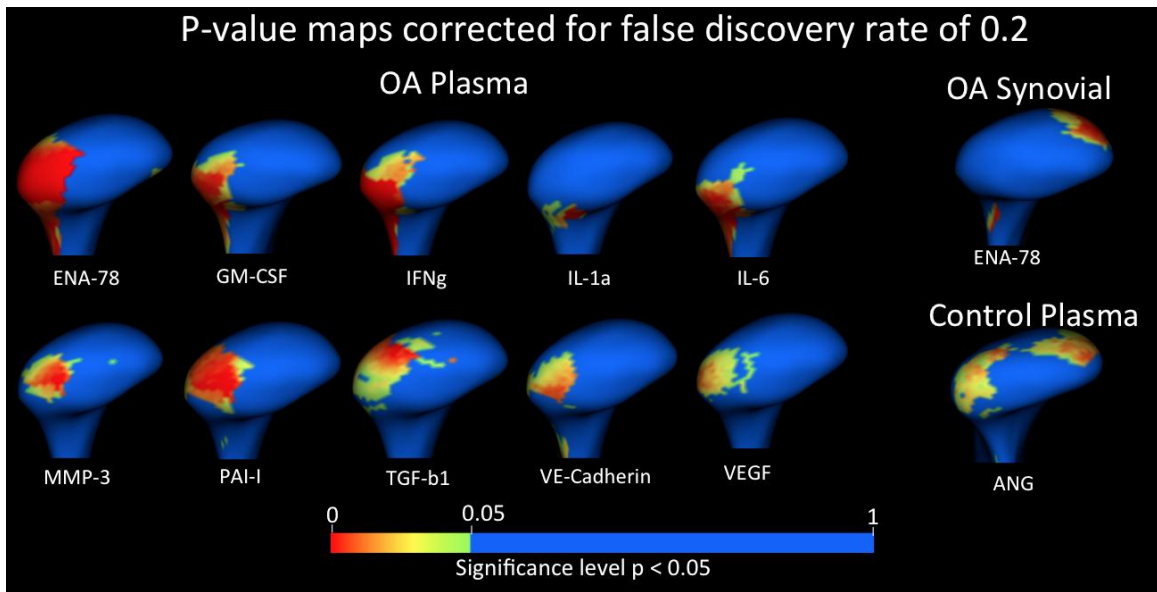 P-value maps corrected for false discovery rate of 0.2
OA Plasma
OA Synovial
ENA-78
GM-CSF
IFNg
IL-1a
IL-6
ENA-78
Control Plasma
MMP-3
PAI-I
TGF-b1
VE-Cadherin
VEGF
ANG
0
0.05
1
Significance level p < 0.05